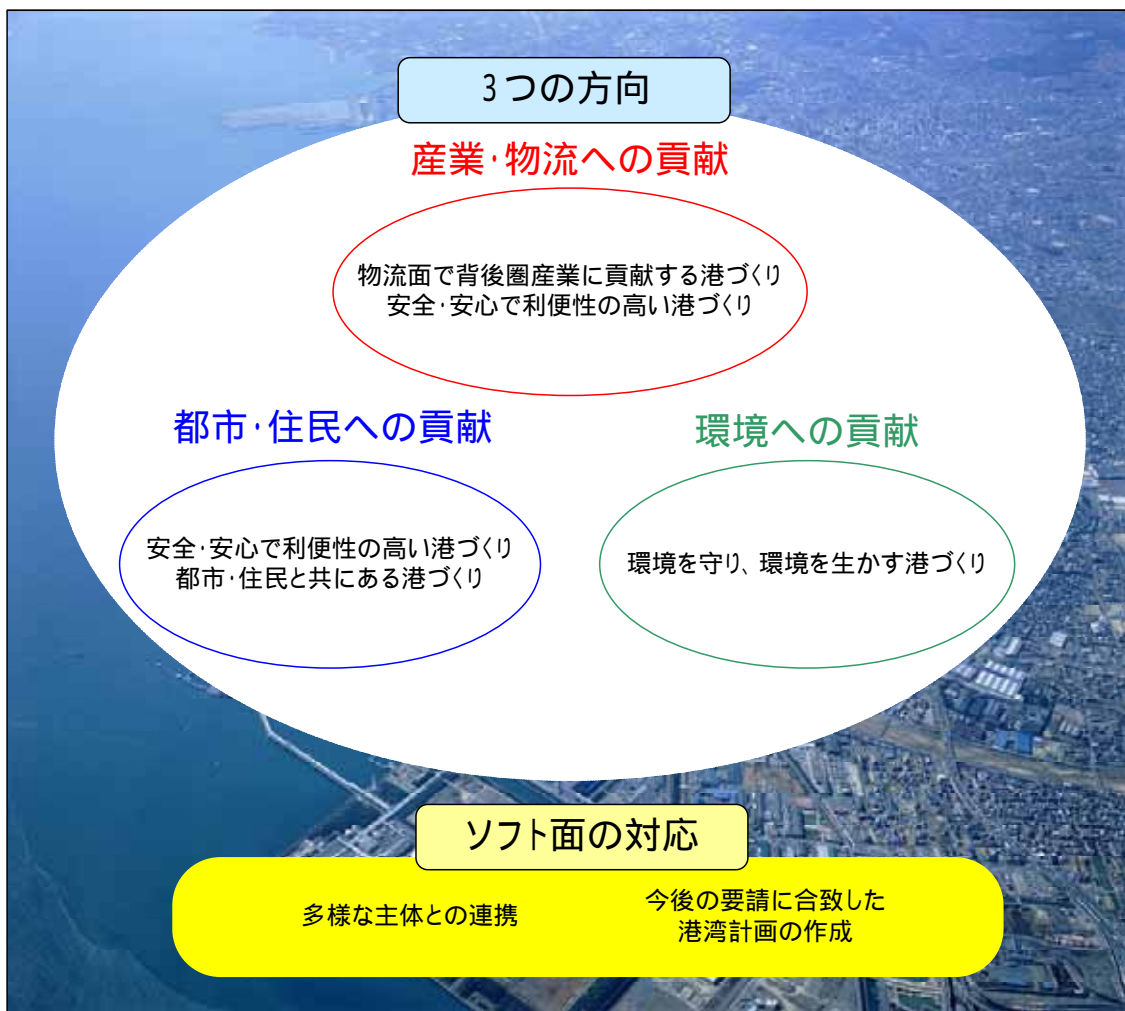 3つの方向
産業・物流への貢献
物流面で背後圏産業に貢献する港づくり
安全・安心で利便性の高い港づくり
都市・住民への貢献
安全・安心で利便性の高い港づくり
都市・住民と共にある港づくり
環境への貢献
環境を守り、環境を生かす港づくり
ソフト面の対応
多様な主体との連携
今後の要請に合致した
港湾計画の作成